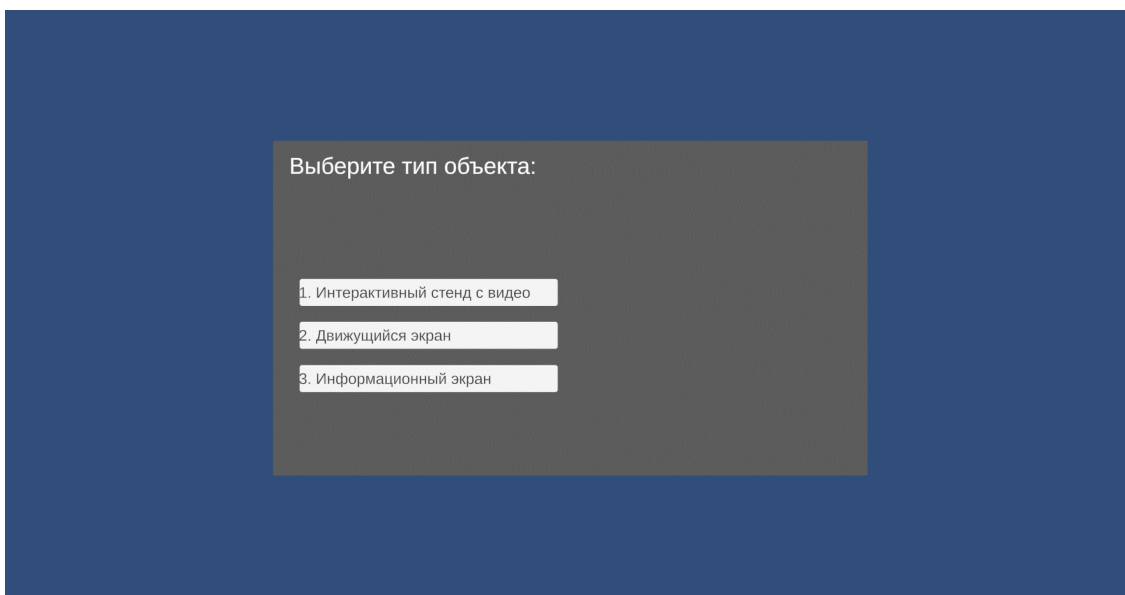 Выберите тип объекта:
1. Интерактивный стенд с видео
2. Движущийся экран
3. Информационный экран